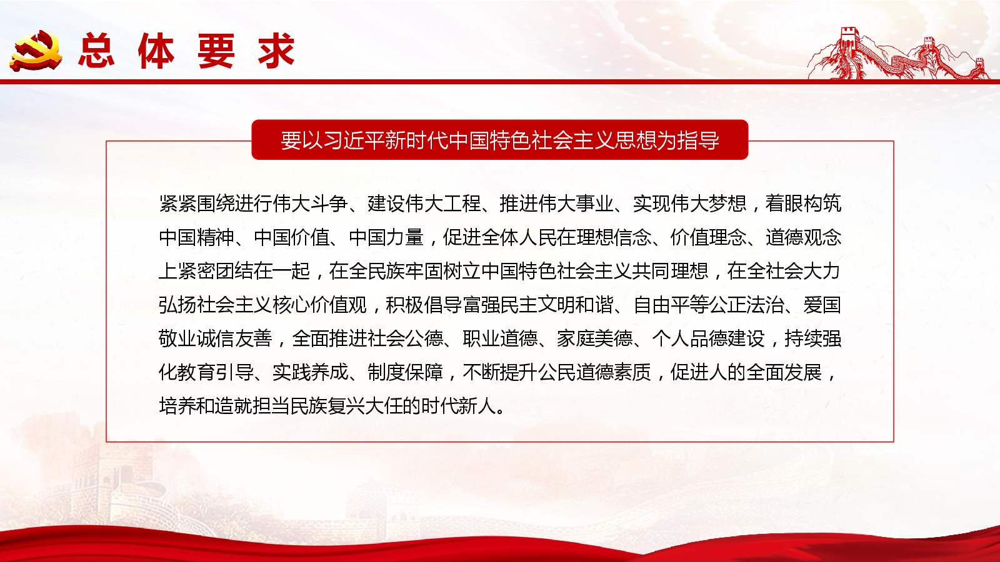 总体要求
要以习近平新时代中国特色社会主义思想为指导
紧紧围绕进行伟大斗争、建设伟大工程、推进伟大事业、实现伟大梦想，着眼构筑
中国精神、中国价值、中国力量，促进全体人民在理想信念、价值理念、道德观念
上紧密团结在一起，在全民族牢固树立中国特色社会主义共同理想，在全社会大力
弘扬社会主义核心价值观，积极倡导富强民主文明和谐、自由平等公正法治、爱国
敬业诚信友善，全面推进社会公德、职业道德、家庭美德、个人品德建设，持续强
化教育引导、实践养成、制度保障，不断提升公民道德素质，促进人的全面发展，
培养和造就担当民族复兴大任的时代新人。